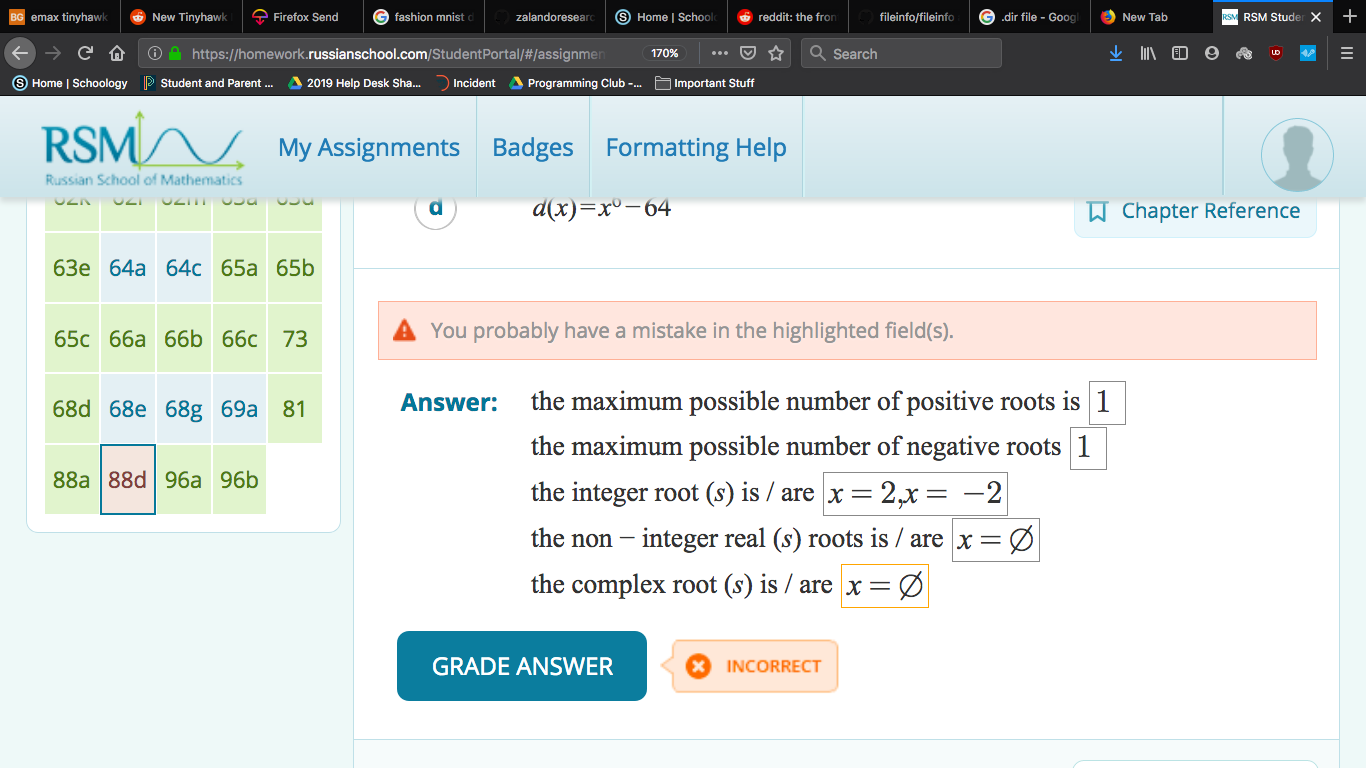 BG emax tinyhawk
New Tinyhawk
Firefox Send
G fashion mnist d
zalandoresearc
S Home | School
reddit: the fron
fileinfo/fileinfo
G .dir file - Googl
New Tab
RSM RSM Studen
https://homework.russianschool.com/StudentPortal/#/assignmen
170%
Search
S Home | Schoology
Student and Parent ...
2019 Help Desk Sha...
Incident
Programming Club -...
Important Stuff
RSM
Russian School of Mathematics
My Assignments
Badges
Formatting Help
d
d(x)=x⁶−64
Chapter Reference
63e 64a 64c 65a 65b
65c 66a 66b 66c 73
68d 68e 68g 69a 81
88a 88d 96a 96b
You probably have a mistake in the highlighted field(s).
Answer: the maximum possible number of positive roots is 1
the maximum possible number of negative roots 1
the integer root (s) is / are x = 2,x = −2
the non − integer real (s) roots is / are x = ∅
the complex root (s) is / are x = ∅
GRADE ANSWER
INCORRECT